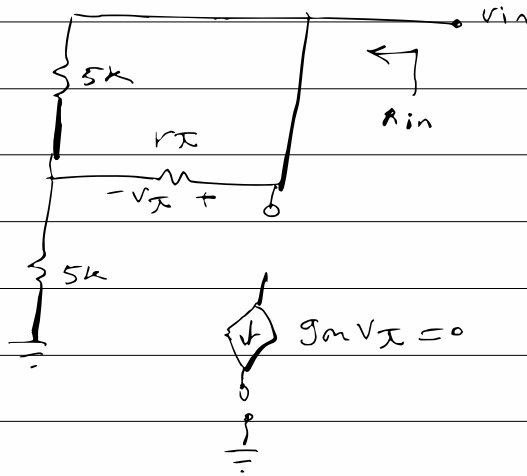 vin
5k
Rin
rπ
- vπ +
5k
gm vπ = 0